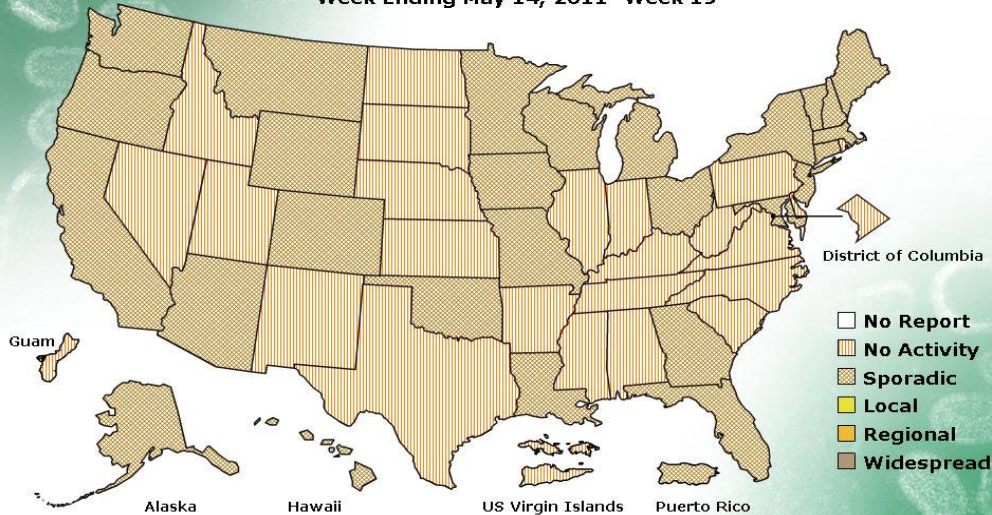 Week Ending May 14, 2011- Week 19
District of Columbia
Guam
No Report
No Activity
Sporadic
Local
Regional
Widespread
Alaska
Hawaii
US Virgin Islands
Puerto Rico